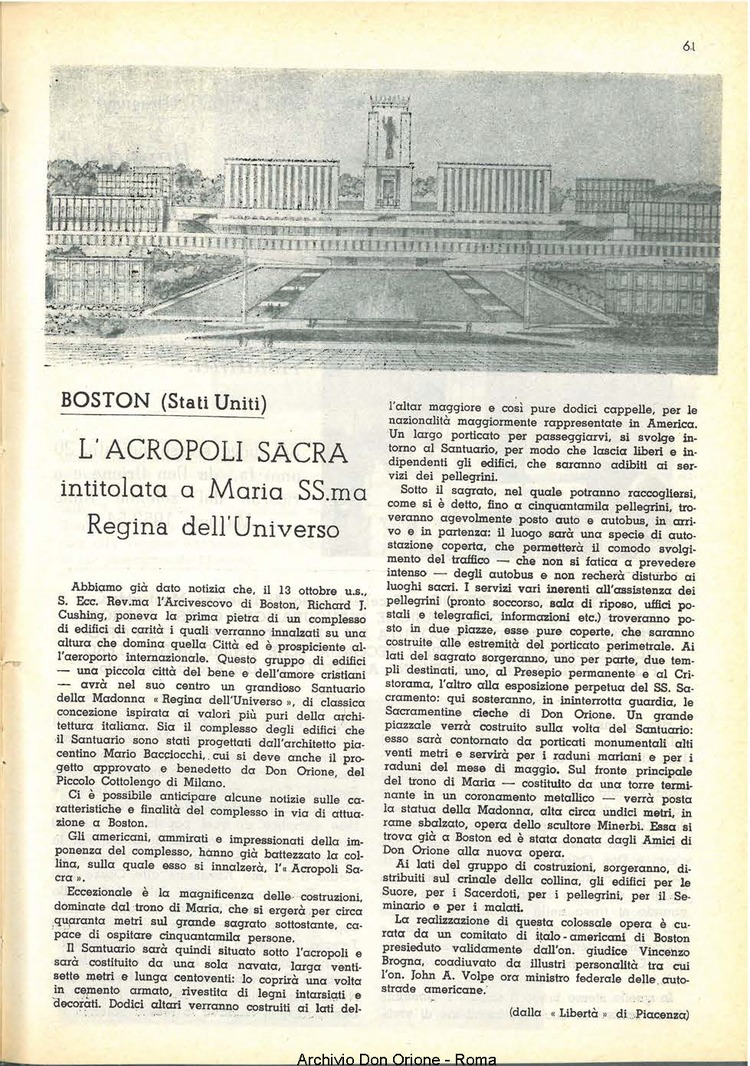 61
BOSTON (Stati Uniti)
L'ACROPOLI SACRA
intitolata a Maria SS.ma
Regina dell'Universo
Abbiamo già dato notizia che, il 13 ottobre u.s.,
S. Ecc. Rev.ma l'Arcivescovo di Boston, Richard J.
Cushing, poneva la prima pietra di un complesso
di edifici di carità i quali verranno innalzati su una
altura che domina quella Città ed è prospiciente al-
l'aeroporto internazionale. Questo gruppo di edifici
— una piccola città del bene e dell'amore cristiani
— avrà nel suo centro un grandioso Santuario
della Madonna « Regina dell'Universo », di classica
concezione ispirata ai valori più puri della archi-
tettura italiana. Sia il complesso degli edifici che
il Santuario sono stati progettati dall'architetto pia-
centino Mario Bacciocchi, cui si deve anche il pro-
getto approvato e benedetto da Don Orione, del
Piccolo Cottolengo di Milano.
Ci è possibile anticipare alcune notizie sulle ca-
ratteristiche e finalità del complesso in via di attua-
zione a Boston.
Gli americani, ammirati e impressionati della im-
ponenza del complesso, hanno già battezzato la col-
lina, sulla quale esso si innalzerà, l'« Acropoli Sa-
cra ».
Eccezionale è la magnificenza delle costruzioni,
dominate dal trono di Maria, che si ergerà per circa
quaranta metri sul grande sagrato sottostante, ca-
pace di ospitare cinquantamila persone.
Il Santuario sarà quindi situato sotto l'acropoli e
sarà costituito da una sola navata, larga venti-
sette metri e lunga centoventi: lo coprirà una volta
in cemento armato, rivestita di legni intarsiati e
decorati. Dodici altari verranno costruiti ai lati del-
l'altar maggiore e così pure dodici cappelle, per le
nazionalità maggiormente rappresentate in America.
Un largo porticato per passeggiarvi, si svolge in-
torno al Santuario, per modo che lascia liberi e in-
dipendenti gli edifici, che saranno adibiti ai ser-
vizi dei pellegrini.
Sotto il sagrato, nel quale potranno raccogliersi,
come si è detto, fino a cinquantamila pellegrini, tro-
veranno agevolmente posto auto e autobus, in arri-
vo e in partenza: il luogo sarà una specie di auto-
stazione coperta, che permetterà il comodo svolgi-
mento del traffico — che non si fatica a prevedere
intenso — degli autobus e non recherà disturbo ai
luoghi sacri. I servizi vari inerenti all'assistenza dei
pellegrini (pronto soccorso, sala di riposo, uffici po-
stali e telegrafici, informazioni etc.) troveranno po-
sto in due piazze, esse pure coperte, che saranno
costruite alle estremità del porticato perimetrale. Ai
lati del sagrato sorgeranno, uno per parte, due tem-
pli destinati, uno, al Presepio permanente e al Cri-
storama, l'altro alla esposizione perpetua del SS. Sa-
cramento: qui sosteranno, in ininterrotta guardia, le
Sacramentine cieche di Don Orione. Un grande
piazzale verrà costruito sulla volta del Santuario:
esso sarà contornato da porticati monumentali alti
venti metri e servirà per i raduni mariani e per i
raduni del mese di maggio. Sul fronte principale
del trono di Maria — costituito da una torre termi-
nante in un coronamento metallico — verrà posta
la statua della Madonna, alta circa undici metri, in
rame sbalzato, opera dello scultore Minerbi. Essa si
trova già a Boston ed è stata donata dagli Amici di
Don Orione alla nuova opera.
Ai lati del gruppo di costruzioni, sorgeranno, di-
stribuiti sul crinale della collina, gli edifici per le
Suore, per i Sacerdoti, per i pellegrini, per il Se-
minario e per i malati.
La realizzazione di questa colossale opera è cu-
rata da un comitato di italo-americani di Boston
presieduto validamente dall'on. giudice Vincenzo
Brogna, coadiuvato da illustri personalità tra cui
l'on. John A. Volpe ora ministro federale delle auto-
strade americane.
(dalla « Libertà » di Piacenza)
Archivio Don Orione - Roma